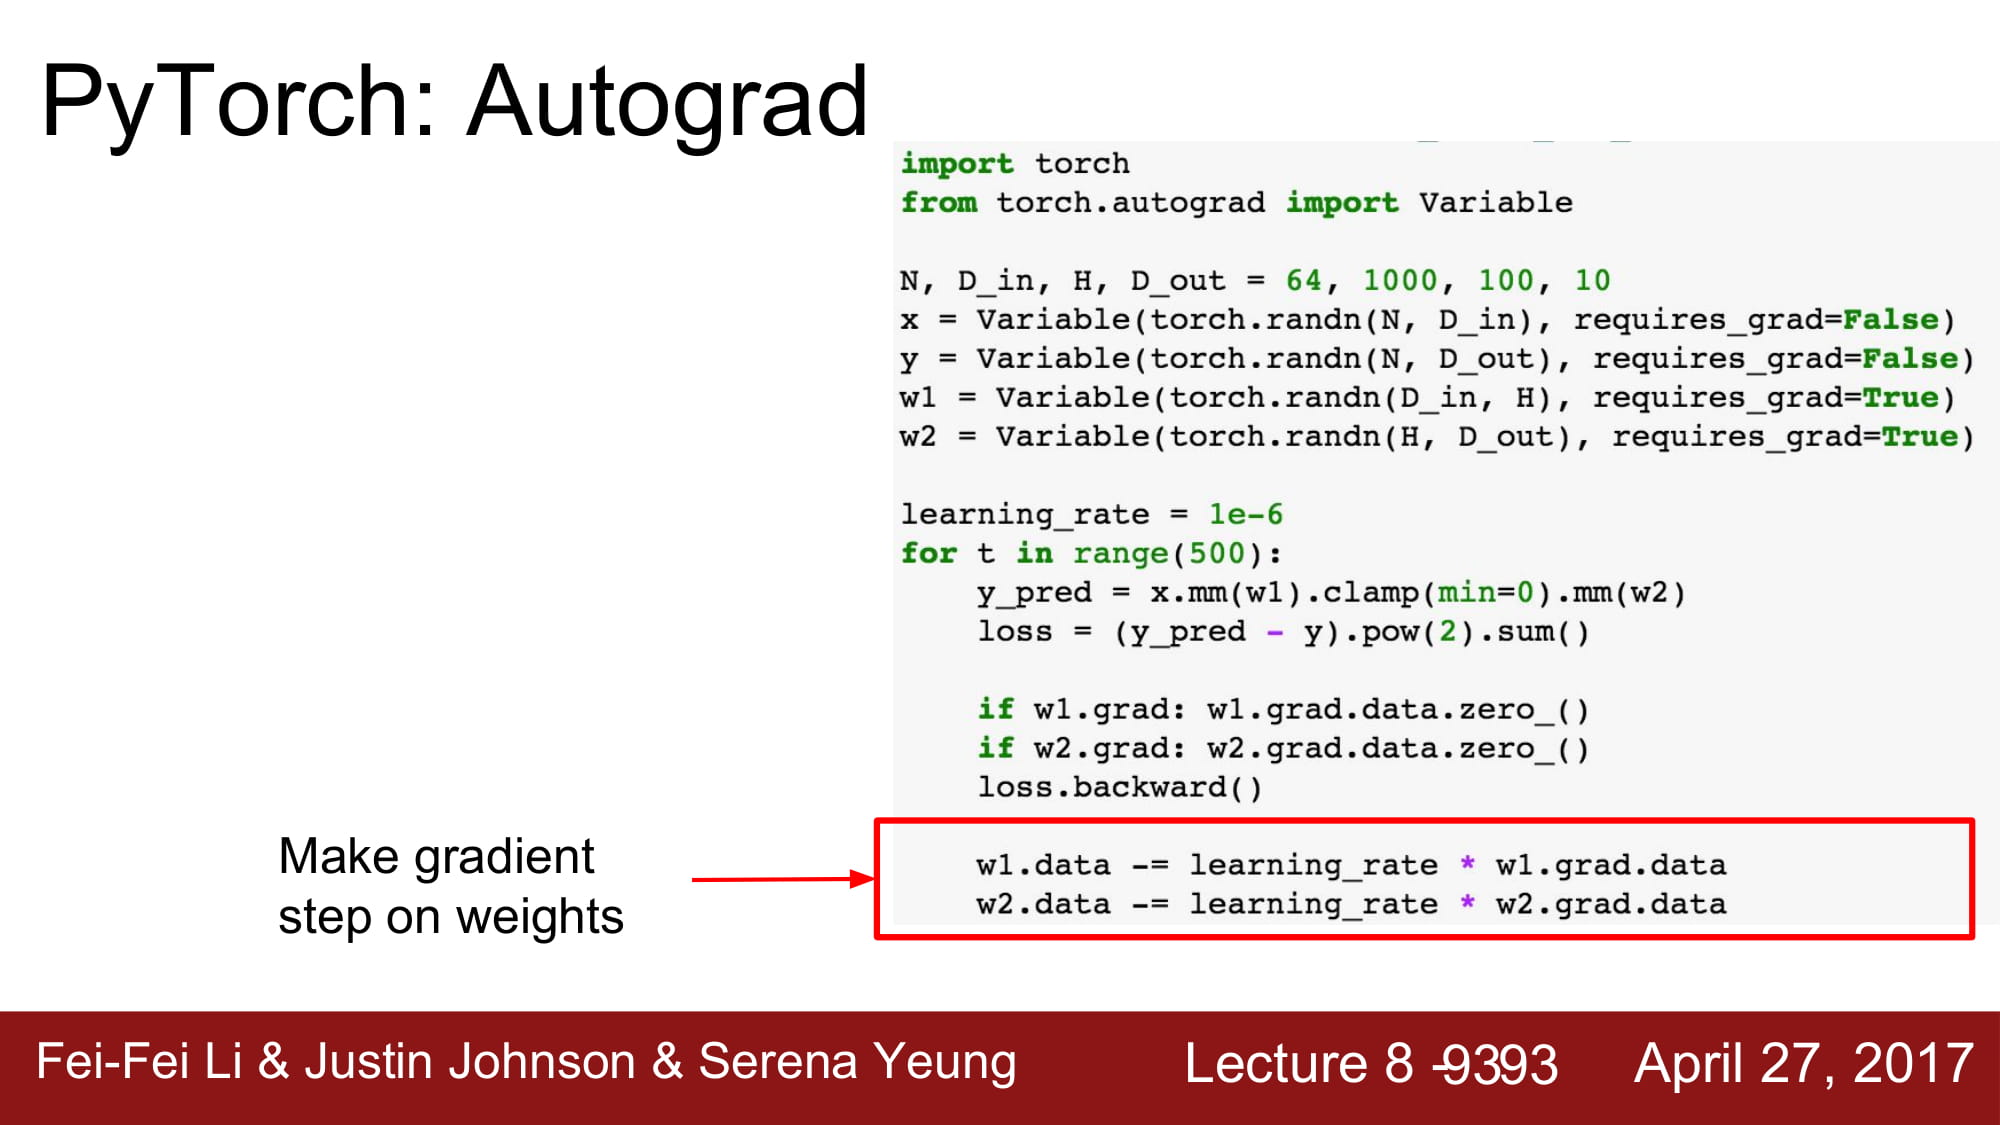 PyTorch: Autograd
import torch
from torch.autograd import Variable
N, D_in, H, D_out = 64, 1000, 100, 10
x = Variable(torch.randn(N, D_in), requires_grad=False)
y = Variable(torch.randn(N, D_out), requires_grad=False)
w1 = Variable(torch.randn(D_in, H), requires_grad=True)
w2 = Variable(torch.randn(H, D_out), requires_grad=True)
learning_rate = 1e-6
for t in range(500):
    y_pred = x.mm(w1).clamp(min=0).mm(w2)
    loss = (y_pred - y).pow(2).sum()
    if w1.grad: w1.grad.data.zero_()
    if w2.grad: w2.grad.data.zero_()
    loss.backward()
    w1.data -= learning_rate * w1.grad.data
    w2.data -= learning_rate * w2.grad.data
Make gradient
step on weights
Fei-Fei Li & Justin Johnson & Serena Yeung Lecture 8 -9393 April 27, 2017